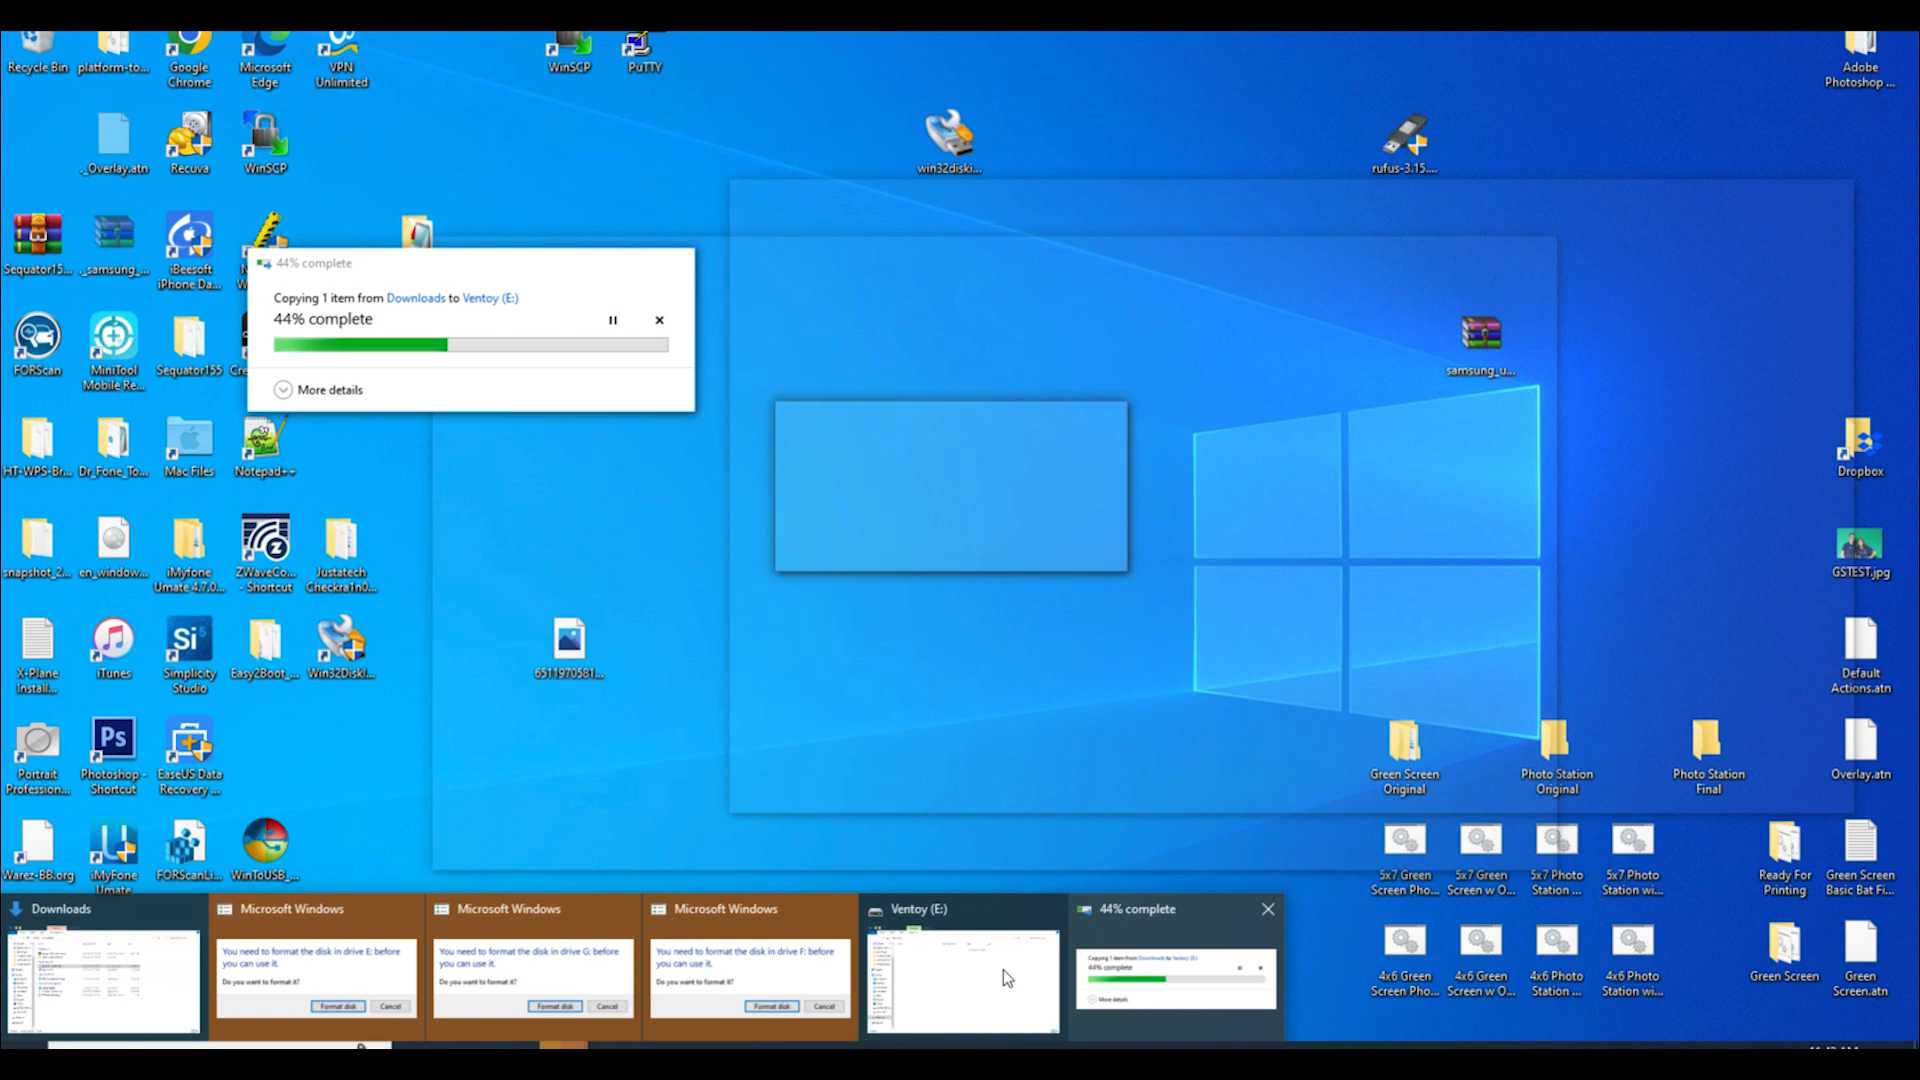 Recycle Bin
platform-to...
Google
Chrome
Microsoft
Edge
VPN
Unlimited
WinSCP
PuTTY
Adobe
Photoshop ...
._Overlay.atn
Recuva
WinSCP
win32diski...
rufus-3.15....
Sequator15...
._samsung_...
iBeesoft
iPhone Da...
44% complete
Copying 1 item from Downloads to Ventoy (E:)
44% complete
More details
samsung_u...
FORScan
MiniTool
Mobile Re...
Sequator155
HT-WPS-Br...
Dr_Fone_To...
Mac Files
Notepad++
Dropbox
snapshot_2...
en_window...
iMyfone
Umate 4.7.0...
ZWaveCo...
- Shortcut
Justatech
Checkra1n0...
GSTEST.jpg
X-Plane
Install...
iTunes
Si5
Simplicity
Studio
Easy2Boot_...
Win32Diski...
6511970581...
Default
Actions.atn
Portrait
Profession...
Ps
Photoshop -
Shortcut
EaseUS Data
Recovery ...
Green Screen
Original
Photo Station
Original
Photo Station
Final
Overlay.atn
Warez-BB.org
iMyFone
Umate
FORScanLi...
WinToUSB_...
5x7 Green
Screen Pho...
5x7 Green
Screen w O...
5x7 Photo
Station ...
5x7 Photo
Station wi...
Ready For
Printing
Green Screen
Basic Bat Fi...
Downloads
Microsoft Windows
You need to format the disk in drive E: before
you can use it.
Do you want to format it?
Format disk
Cancel
Microsoft Windows
You need to format the disk in drive G: before
you can use it.
Do you want to format it?
Format disk
Cancel
Microsoft Windows
You need to format the disk in drive F: before
you can use it.
Do you want to format it?
Format disk
Cancel
Ventoy (E:)
44% complete
Copying 1 item from Downloads to Ventoy (E:)
44% complete
More details
4x6 Green
Screen Pho...
4x6 Green
Screen w O...
4x6 Photo
Station ...
4x6 Photo
Station wi...
Green Screen
Green
Screen.atn